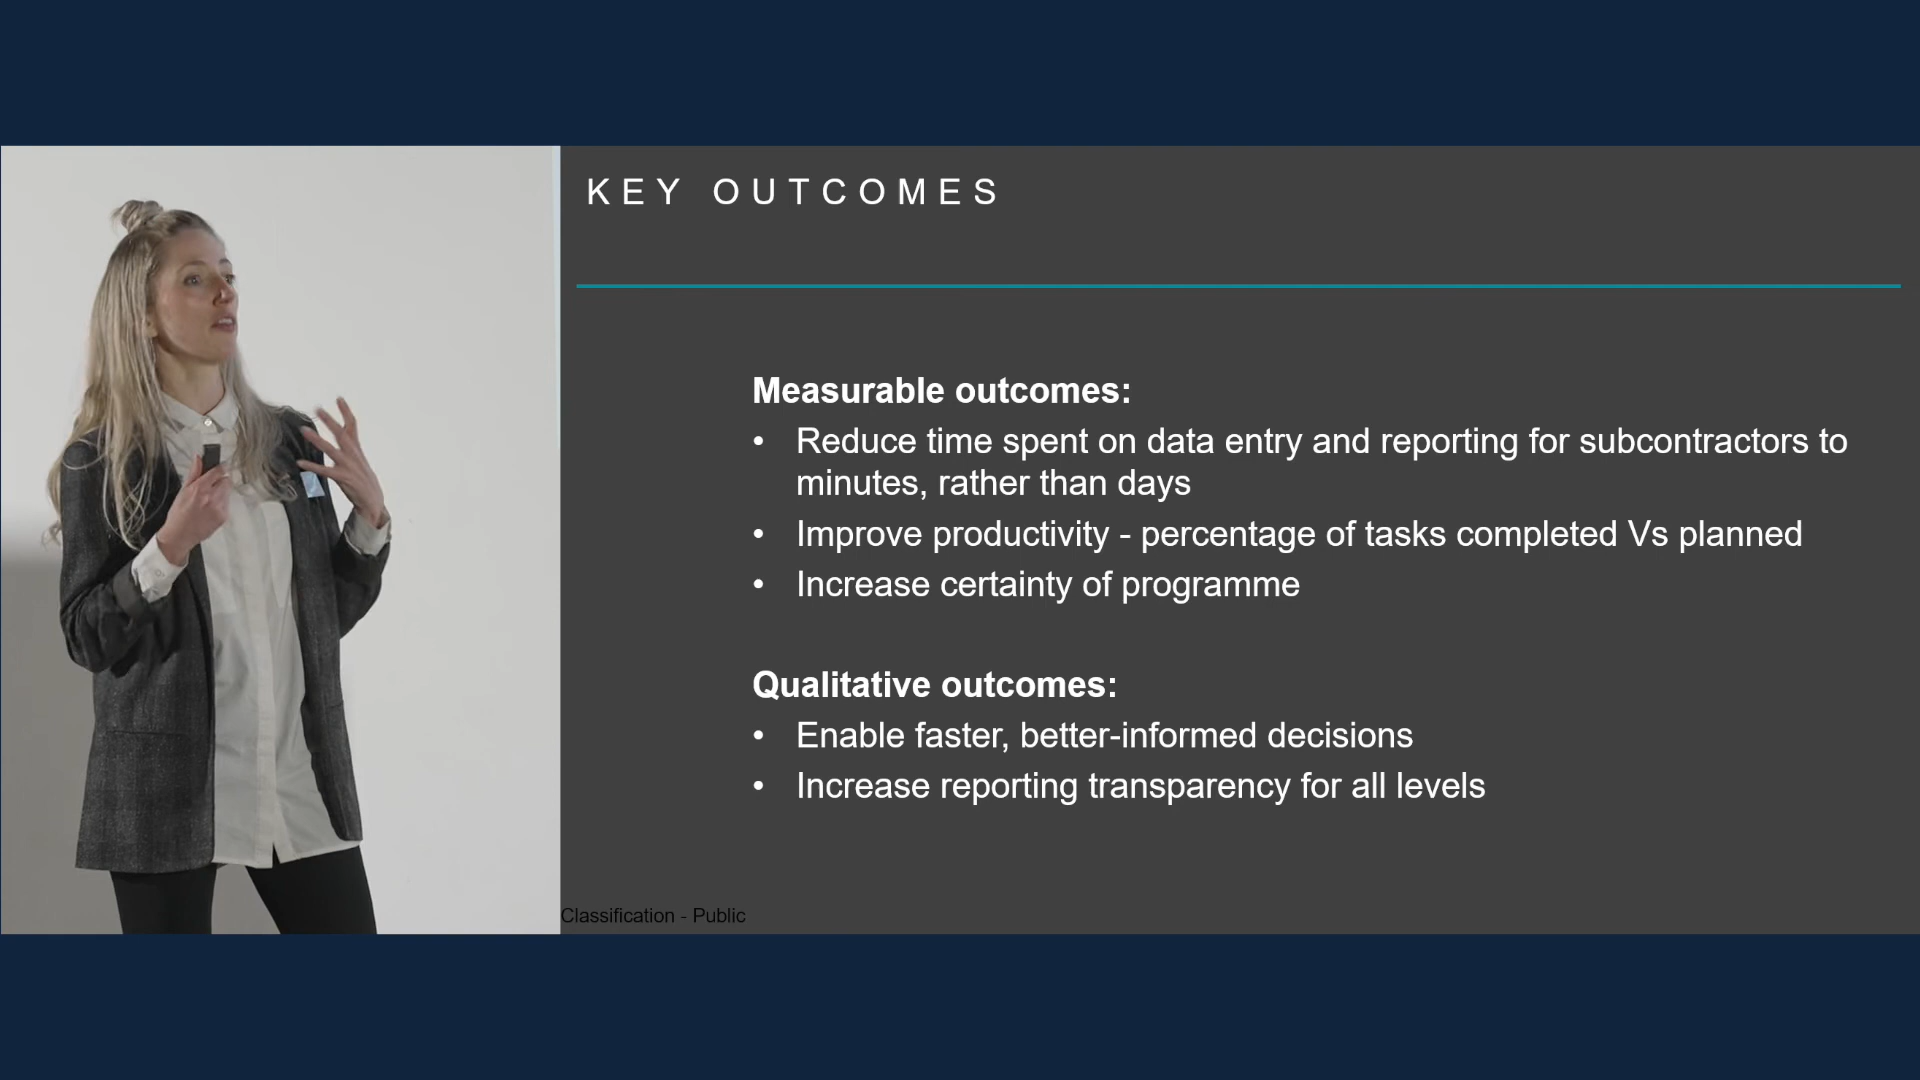 KEY OUTCOMES
Measurable outcomes:
• Reduce time spent on data entry and reporting for subcontractors to
minutes, rather than days
• Improve productivity - percentage of tasks completed Vs planned
• Increase certainty of programme
Qualitative outcomes:
• Enable faster, better-informed decisions
• Increase reporting transparency for all levels
Classification - Public